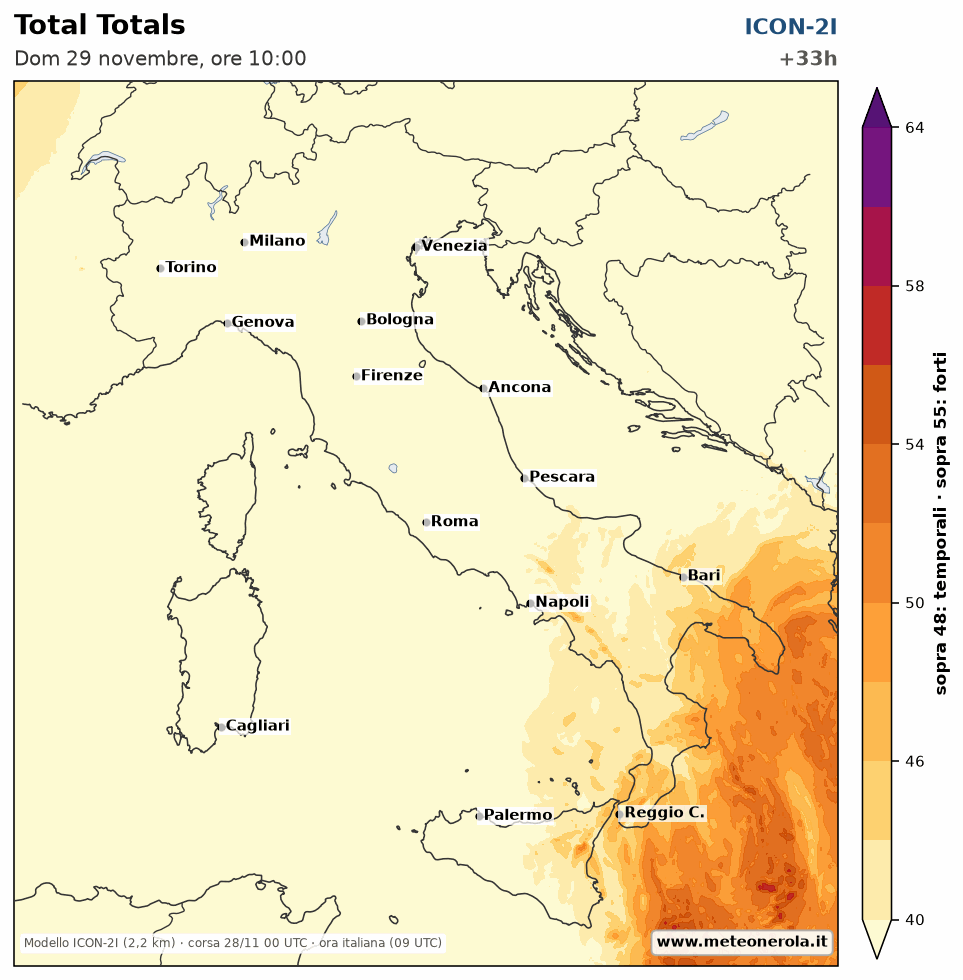 Total Totals
ICON-2I
Dom 29 novembre, ore 10:00
+33h
64
58
54
50
46
40
sopra 48: temporali · sopra 55: forti
Milano
Venezia
Torino
Genova
Bologna
Firenze
Ancona
Pescara
Roma
Bari
Napoli
Cagliari
Palermo
Reggio C.
Modello ICON-2I (2,2 km) · corsa 28/11 00 UTC · ora italiana (09 UTC)
www.meteonerola.it